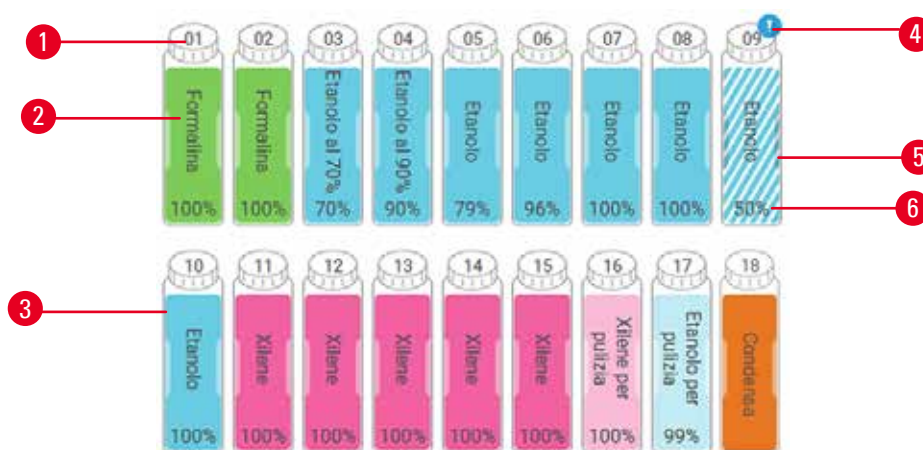 1
01
02
03
04
05
06
07
08
09
4
2
Formalina
Formalina
Etanolo al 70%
Etanolo al 90%
Etanolo
Etanolo
Etanolo
Etanolo
Etanolo
5
100%
100%
70%
90%
79%
96%
100%
100%
50%
6
10
11
12
13
14
15
16
17
18
3
Etanolo
Xilene
Xilene
Xilene
Xilene
Xilene
Xilene per
pulizia
Etanolo per
pulizia
Condensa
100%
100%
100%
100%
100%
100%
100%
99%